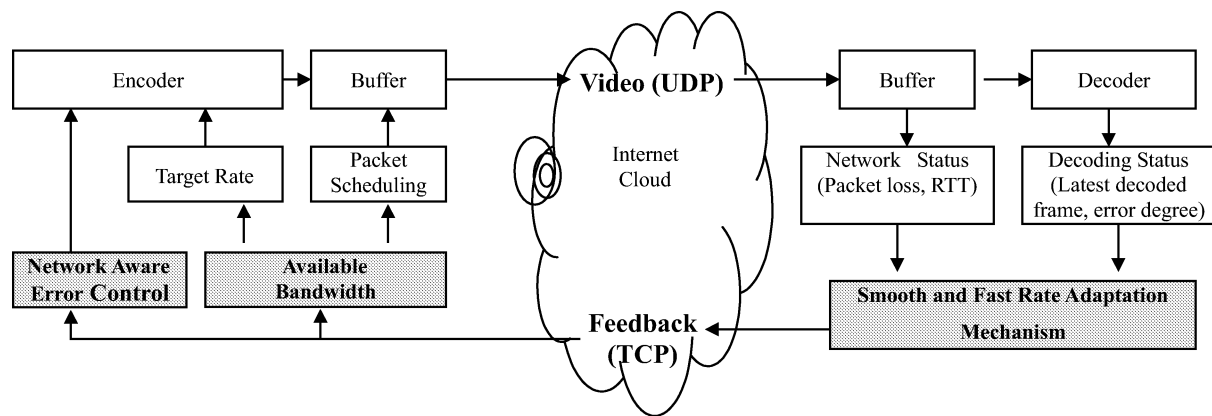 Encoder
Buffer
Video (UDP)
Buffer
Decoder
Target Rate
Packet
Scheduling
Internet
Cloud
Network Status
(Packet loss, RTT)
Decoding Status
(Latest decoded
frame, error degree)
Network Aware
Error Control
Available
Bandwidth
Smooth and Fast Rate Adaptation
Mechanism
Feedback
(TCP)